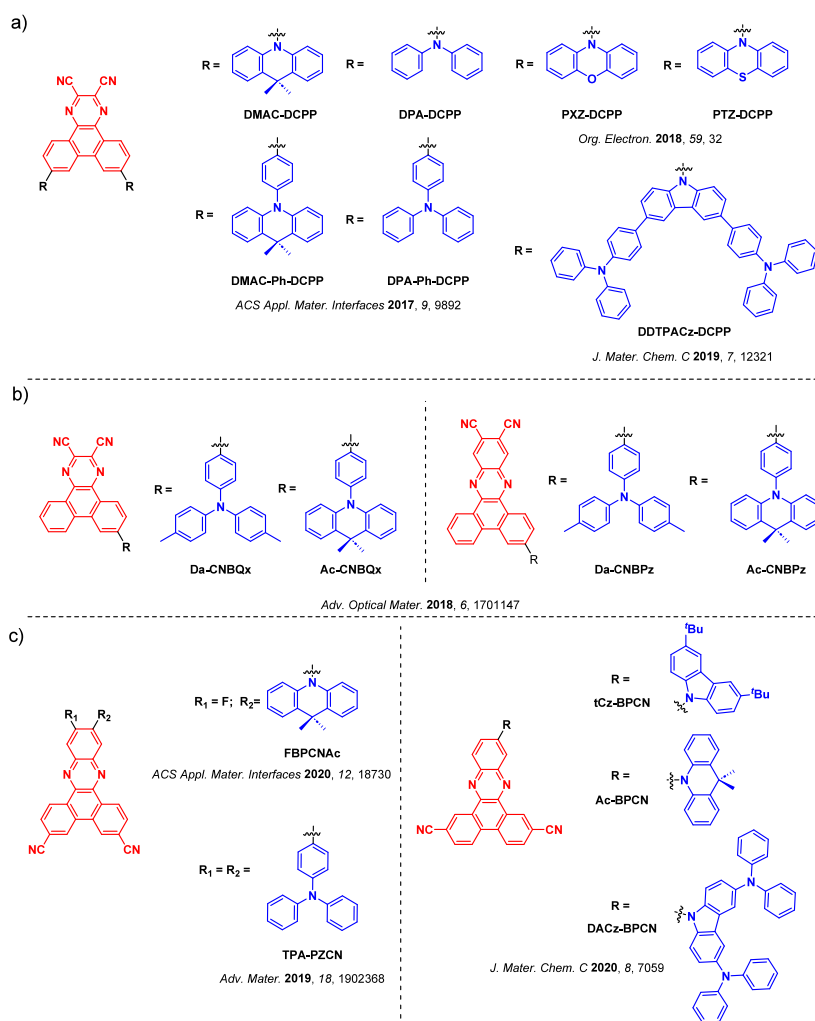 a)
CN CN
N N
R R
R = N
DMAC-DCPP
R = N
DPA-DCPP
R = N O
PXZ-DCPP
R = N S
PTZ-DCPP
Org. Electron. 2018, 59, 32
R = N
DMAC-Ph-DCPP
R = N
DPA-Ph-DCPP
ACS Appl. Mater. Interfaces 2017, 9, 9892
R = N N N
DDTPACz-DCPP
J. Mater. Chem. C 2019, 7, 12321
b)
CN CN
N N
R
R = N
Da-CNBQx
R = N
Ac-CNBQx
NC CN
N N
R
R = N
Da-CNBPz
R = N
Ac-CNBPz
Adv. Optical Mater. 2018, 6, 1701147
c)
R1 R2
N N
CN CN
R1 = F; R2= N
FBPCNAc
ACS Appl. Mater. Interfaces 2020, 12, 18730
R1 = R2 = N
TPA-PZCN
Adv. Mater. 2019, 18, 1902368
R
N N
NC CN
R =
tCz-BPCN
tBu
N tBu
R =
Ac-BPCN
N
R =
DACz-BPCN
N N
N
J. Mater. Chem. C 2020, 8, 7059